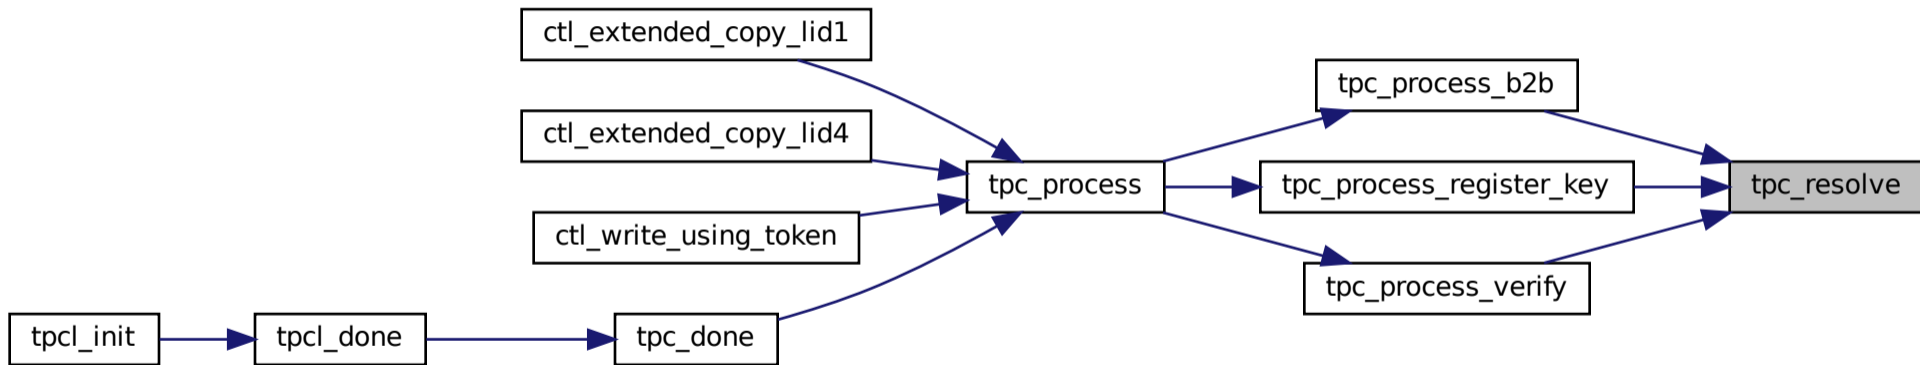 ctl_extended_copy_lid1
tpc_process_b2b
ctl_extended_copy_lid4
tpc_process
tpc_process_register_key
tpc_resolve
ctl_write_using_token
tpc_process_verify
tpcl_init
tpcl_done
tpc_done